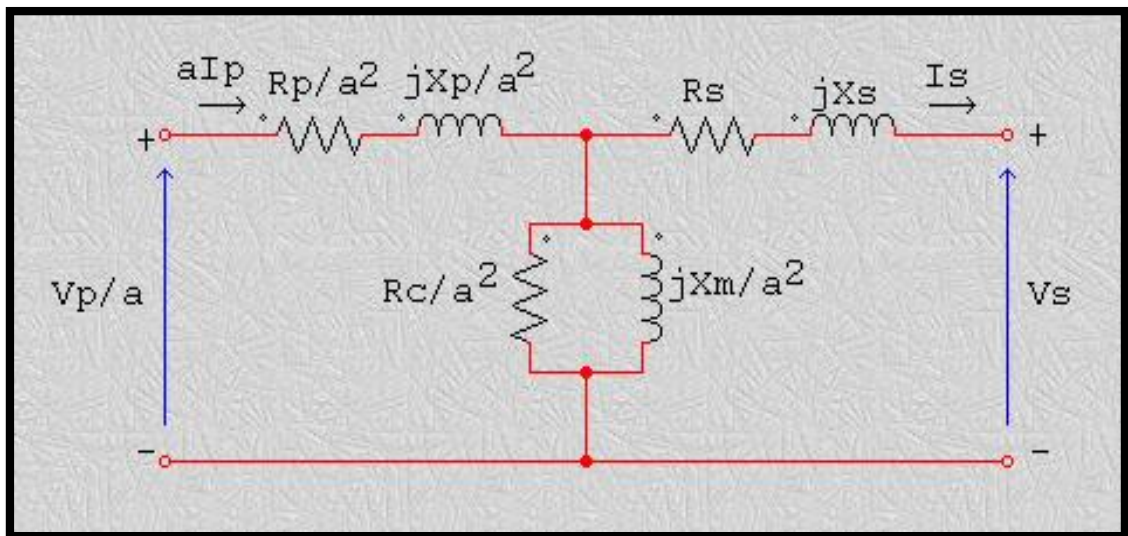 aIp
Rp/a²
jXp/a²
Rs
jXs
Is
+
+
Vp/a
Rc/a²
jXm/a²
Vs
-
-